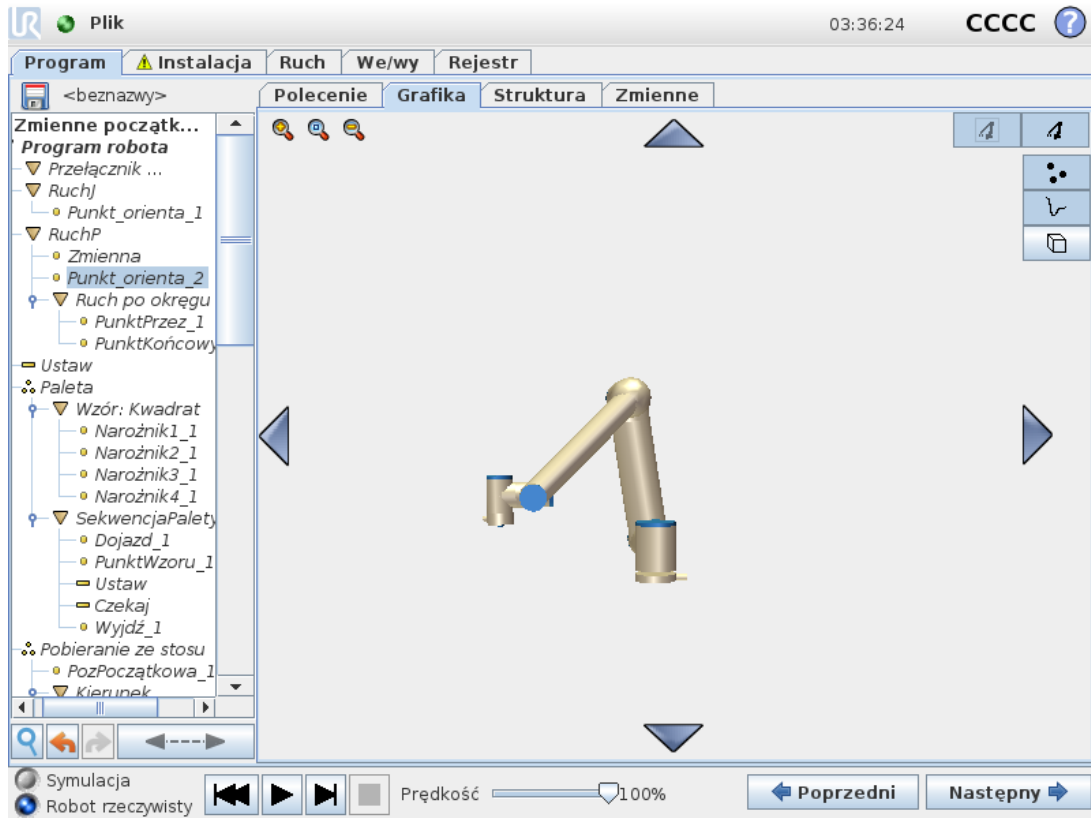 UR Plik 03:36:24 CCCC ?
Program Instalacja Ruch We/wy Rejestr
<beznazwy>
Polecenie Grafika Struktura Zmienne
Zmienne początk...
Program robota
Przełącznik ...
RuchJ
Punkt_orienta_1
RuchP
Zmienna
Punkt_orienta_2
Ruch po okręgu
PunktPrzez_1
PunktKońcowy
Ustaw
Paleta
Wzór: Kwadrat
Narożnik1_1
Narożnik2_1
Narożnik3_1
Narożnik4_1
SekwencjaPalety
Dojazd_1
PunktWzoru_1
Ustaw
Czekaj
Wyjdź_1
Pobieranie ze stosu
PozPoczątkowa_1
Kierunek
Symulacja
Robot rzeczywisty
Prędkość 100%
Poprzedni Następny